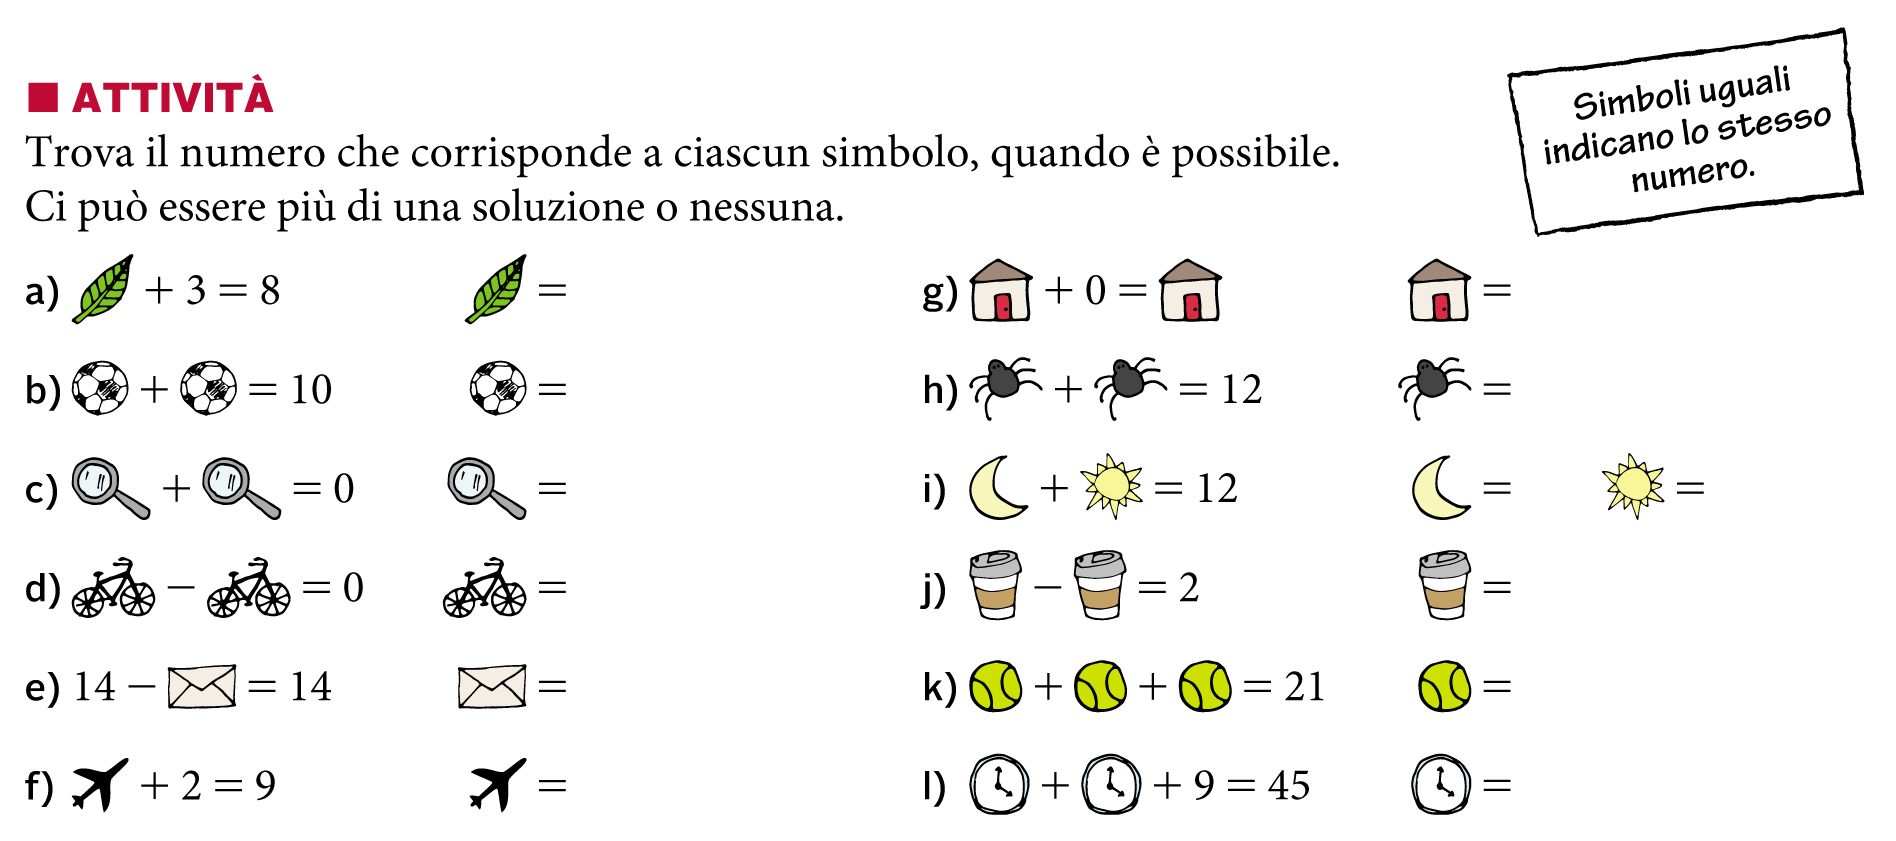 ATTIVITÀ
Trova il numero che corrisponde a ciascun simbolo, quando è possibile.
Ci può essere più di una soluzione o nessuna.
Simboli uguali
indicano lo stesso
numero.
a) + 3 = 8 =
b) + = 10 =
c) + = 0 =
d) − = 0 =
e) 14 − = 14 =
f) + 2 = 9 =
g) + 0 = =
h) + = 12 =
i) + = 12 = =
j) − = 2 =
k) + + = 21 =
l) + + 9 = 45 =